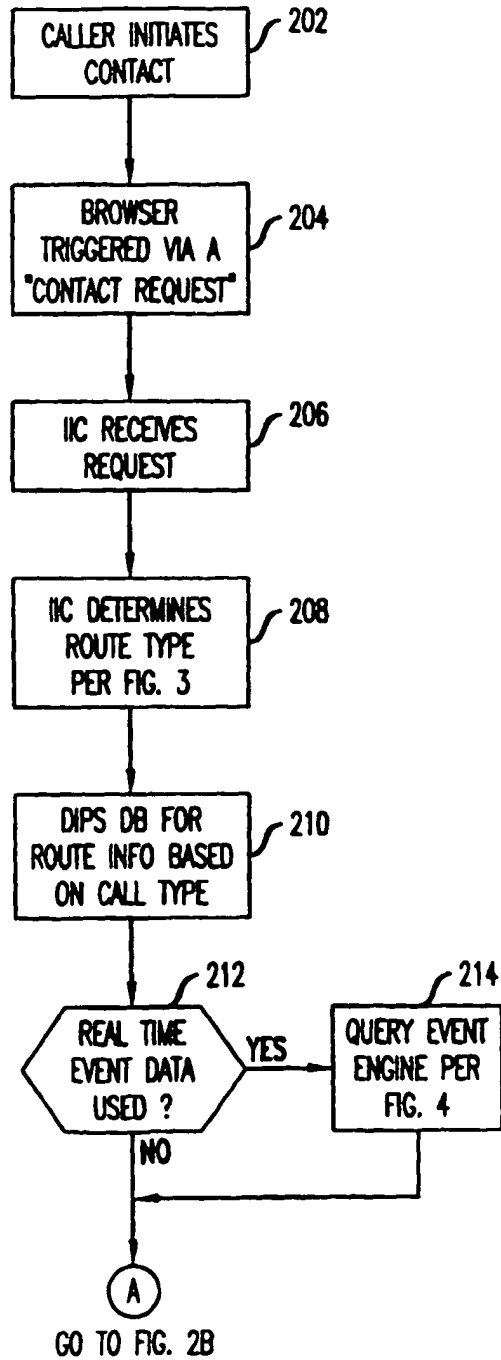 CALLER INITIATES
CONTACT
202
BROWSER
TRIGGERED VIA A
"CONTACT REQUEST"
204
IIC RECEIVES
REQUEST
206
IIC DETERMINES
ROUTE TYPE
PER FIG. 3
208
DIPS DB FOR
ROUTE INFO BASED
ON CALL TYPE
210
212
REAL TIME
EVENT DATA
USED ?
YES
NO
214
QUERY EVENT
ENGINE PER
FIG. 4
A
GO TO FIG. 2B